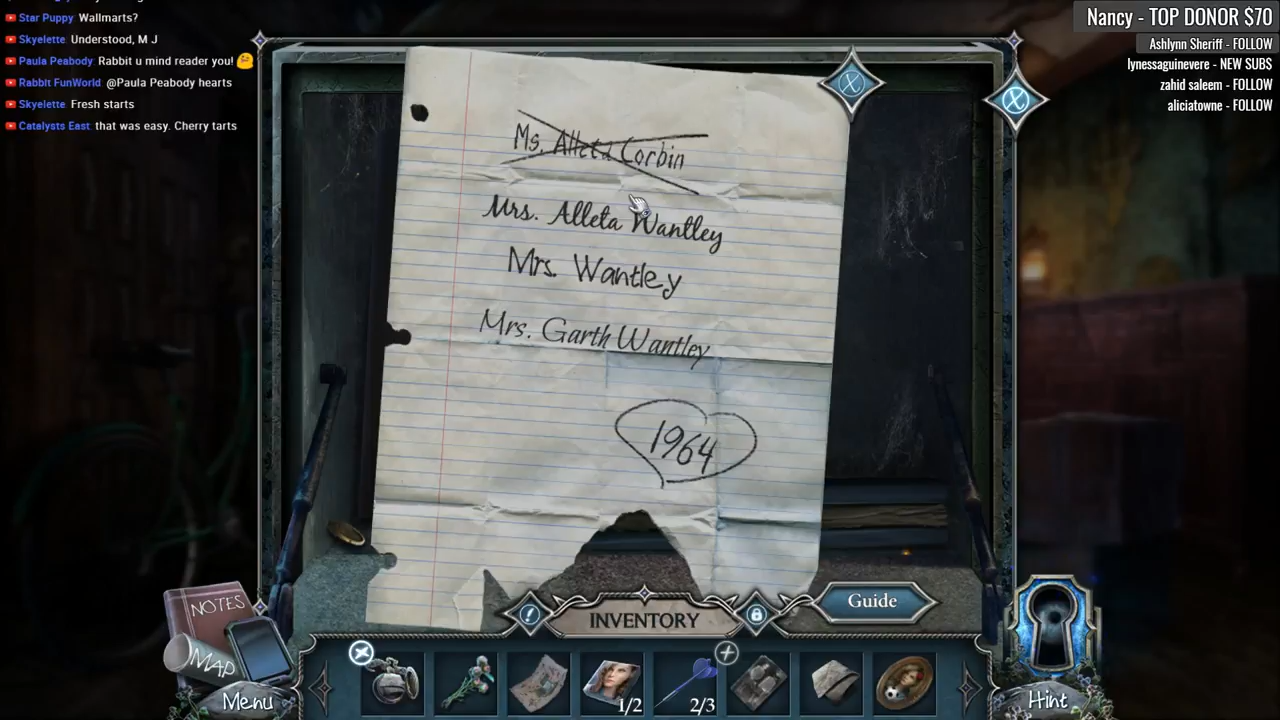 Star Puppy Wallmarts?
Skyelette Understood, M J
Paula Peabody Rabbit u mind reader you!
Rabbit FunWorld @Paula Peabody hearts
Skyelette Fresh starts
Catalysts East that was easy. Cherry tarts
Nancy - TOP DONOR $70
Ashlynn Sheriff - FOLLOW
lynessaguinevere - NEW SUBS
zahid saleem - FOLLOW
aliciatowne - FOLLOW
Ms. Alleta Corbin
Mrs. Alleta Wantley
Mrs. Wantley
Mrs. Garth Wantley
1964
Guide
INVENTORY
NOTES
MAP
Menu
1/2
2/3
Hint